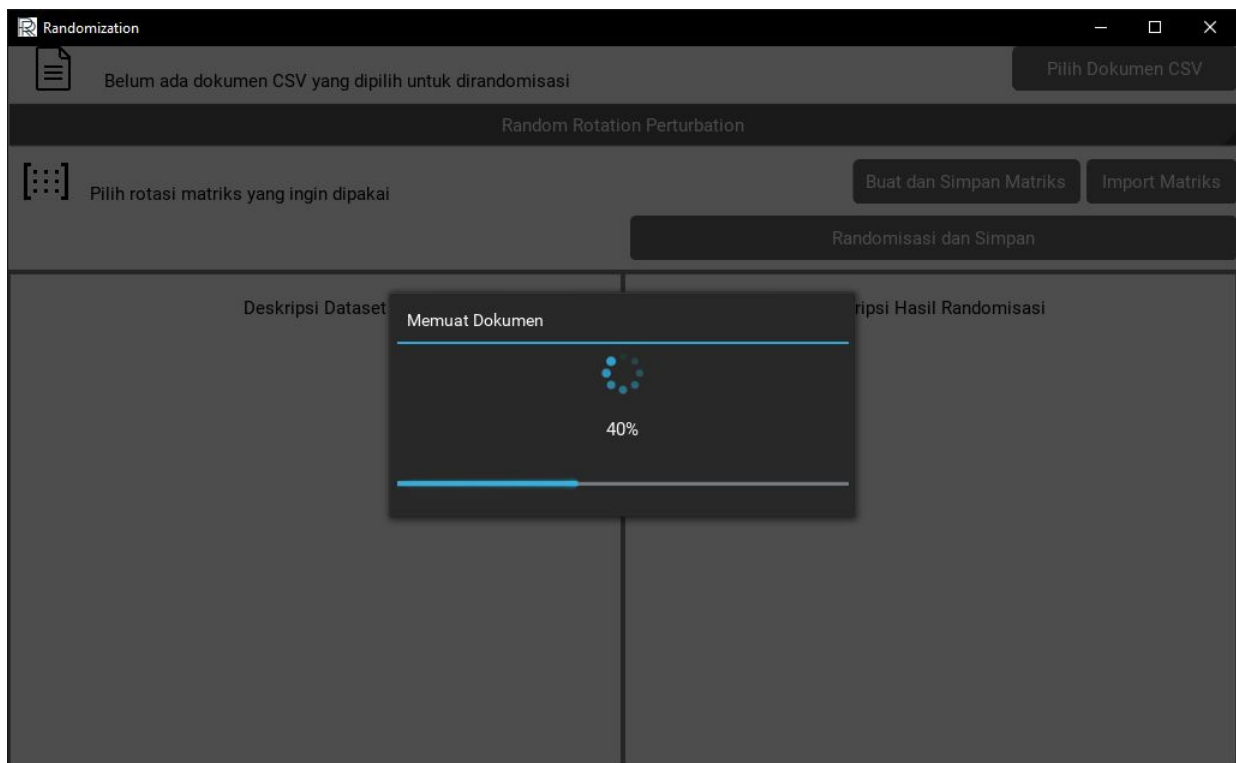 Randomization
Belum ada dokumen CSV yang dipilih untuk dirandomisasi
Pilih Dokumen CSV
Random Rotation Perturbation
Pilih rotasi matriks yang ingin dipakai
Buat dan Simpan Matriks
Import Matriks
Randomisasi dan Simpan
Deskripsi Dataset
ripsi Hasil Randomisasi
Memuat Dokumen
40%